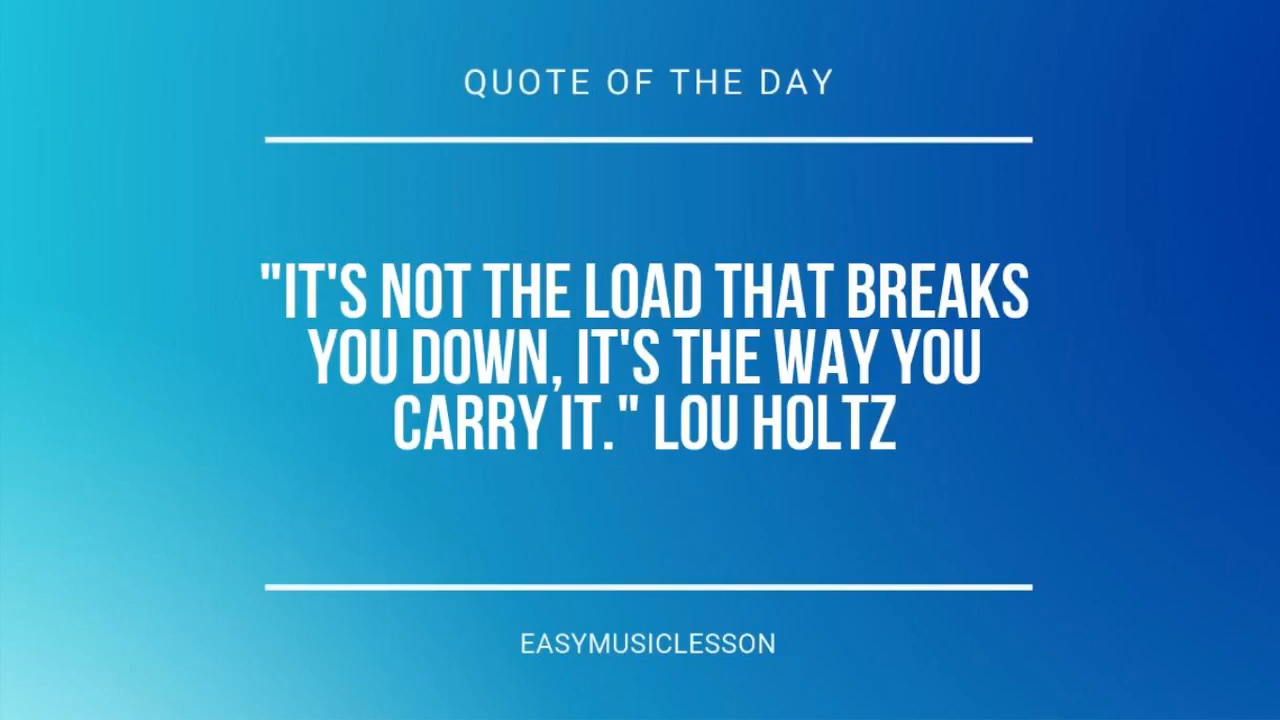 QUOTE OF THE DAY
"IT'S NOT THE LOAD THAT BREAKS
YOU DOWN, IT'S THE WAY YOU
CARRY IT." LOU HOLTZ
EASYMUSICLESSON